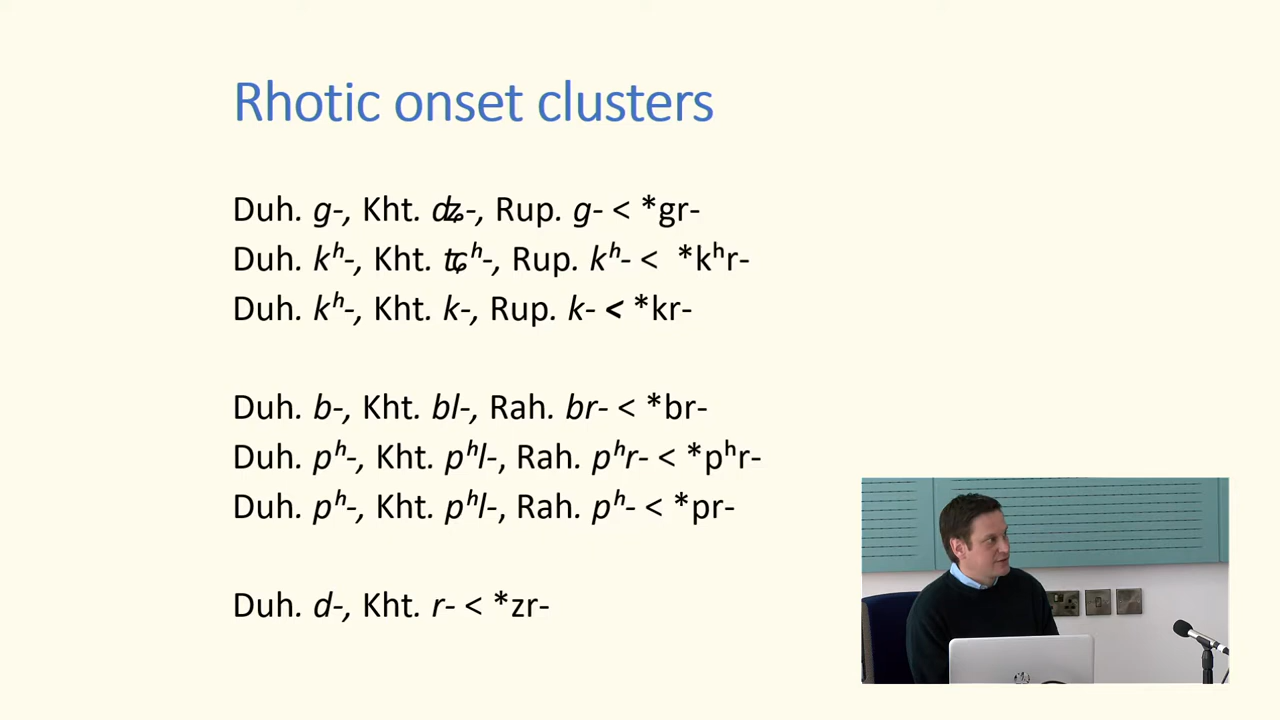 Rhotic onset clusters
Duh. g-, Kht. dʑ-, Rup. g- < *gr-
Duh. kʰ-, Kht. tɕʰ-, Rup. kʰ- < *kʰr-
Duh. kʰ-, Kht. k-, Rup. k- < *kr-
Duh. b-, Kht. bl-, Rah. br- < *br-
Duh. pʰ-, Kht. pʰl-, Rah. pʰr- < *pʰr-
Duh. pʰ-, Kht. pʰl-, Rah. pʰ- < *pr-
Duh. d-, Kht. r- < *zr-